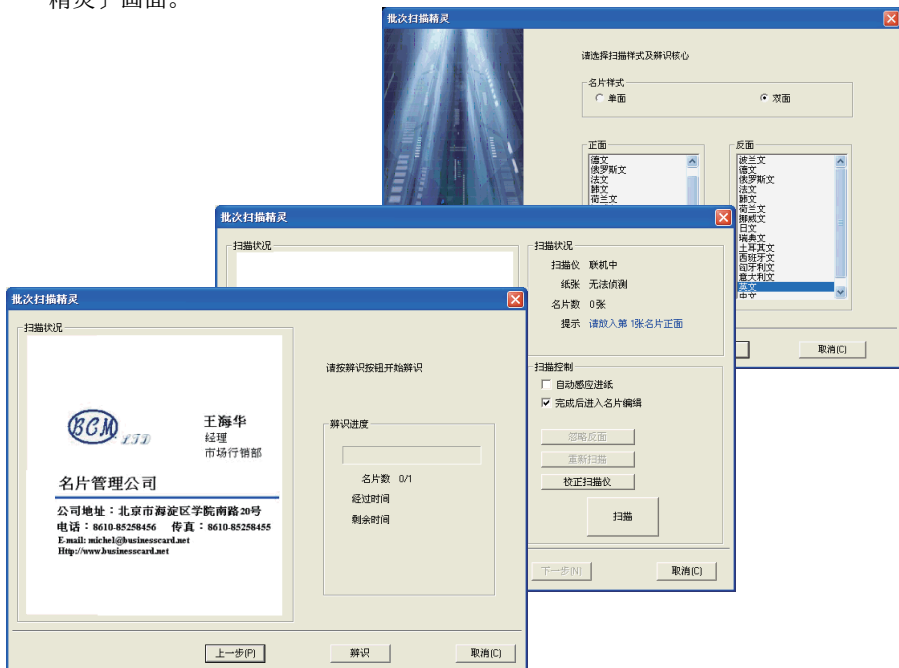 精灵」画面。
批次扫描精灵
请选择扫描样式及辨识核心
名片样式
单面
双面
正面
德文
俄罗斯文
法文
韩文
荷兰文
反面
波兰文
德文
俄罗斯文
法文
韩文
荷兰文
挪威文
日文
瑞典文
土耳其文
西班牙文
匈牙利文
意大利文
英文
中文
取消(C)
批次扫描精灵
扫描状况
扫描状况
扫描仪 联机中
纸张 无法侦测
名片数 0张
提示 请放入第 1张名片正面
扫描控制
自动感应进纸
完成后进入名片编辑
忽略反面
重新扫描
校正扫描仪
扫描
下一步(N)
取消(C)
批次扫描精灵
扫描状况
BCM LTD
王海华
经理
市场行销部
名片管理公司
公司地址：北京市海淀区学院南路20号
电话：8610-85258456 传真：8610-85258455
E-mail: michel@businesscard.net
Http://www.businesscard.net
请按辨识按钮开始辨识
辨识进度
名片数 0/1
经过时间
剩余时间
上一步(P)
辨识
取消(C)